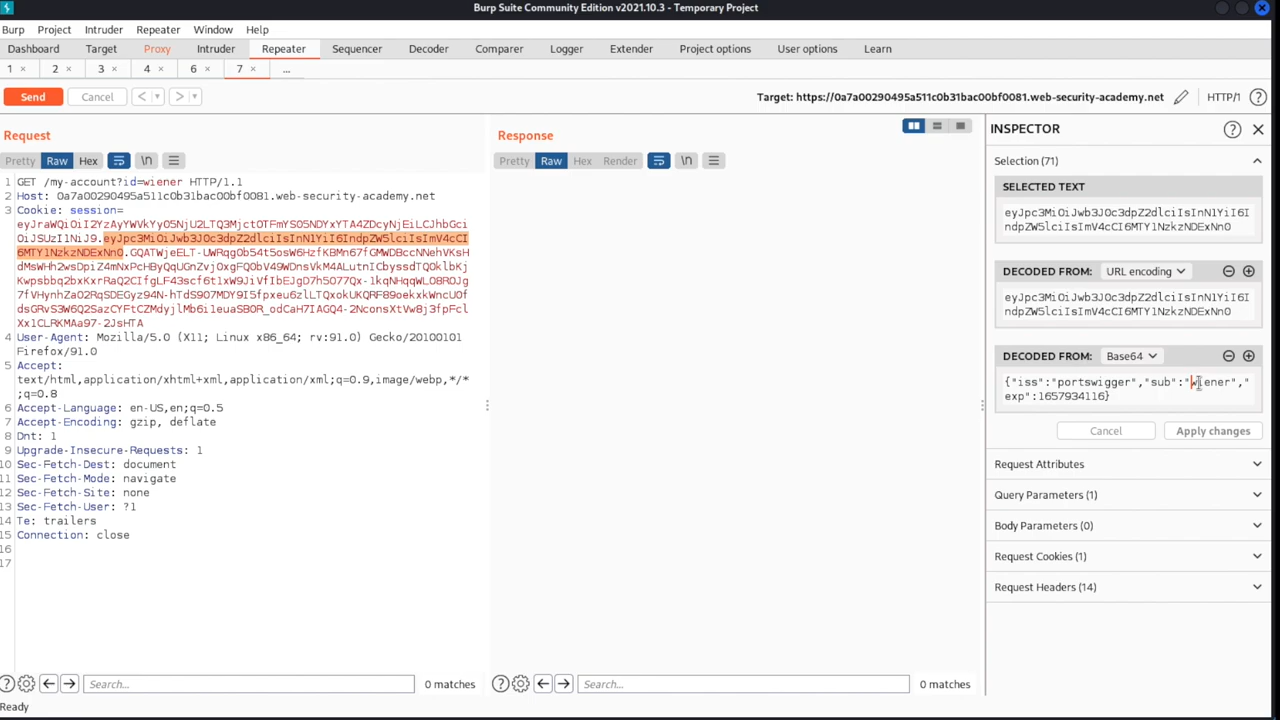 Burp Suite Community Edition v2021.10.3 - Temporary Project
Burp Project Intruder Repeater Window Help
Dashboard Target Proxy Intruder Repeater Sequencer Decoder Comparer Logger Extender Project options User options Learn
1 × 2 × 3 × 4 × 6 × 7 × ...
Send Cancel < > Target: https://0a7a00290495a511c0b31bac00bf0081.web-security-academy.net HTTP/1 ?
Request
Pretty Raw Hex \n
1 GET /my-account?id=wiener HTTP/1.1
2 Host: 0a7a00290495a511c0b31bac00bf0081.web-security-academy.net
3 Cookie: session=
User-Agent: Mozilla/5.0 (X11; Linux x86_64; rv:91.0) Gecko/20100101
Firefox/91.0
5 Accept:
text/html,application/xhtml+xml,application/xml;q=0.9,image/webp,*/*
;q=0.8
6 Accept-Language: en-US,en;q=0.5
7 Accept-Encoding: gzip, deflate
8 Dnt: 1
9 Upgrade-Insecure-Requests: 1
10 Sec-Fetch-Dest: document
11 Sec-Fetch-Mode: navigate
12 Sec-Fetch-Site: none
13 Sec-Fetch-User: ?1
14 Te: trailers
15 Connection: close
16
17
? Search... 0 matches
Response
Pretty Raw Hex Render \n
? Search... 0 matches
INSPECTOR ? ×
Selection (71)
SELECTED TEXT
eyJpc3MiOiJwb3J0c3dpZ2dlciIsInN1YiI6I
ndpZW5lciIsImV4cCI6MTY1NzkzNDExNn0
DECODED FROM: URL encoding
eyJpc3MiOiJwb3J0c3dpZ2dlciIsInN1YiI6I
ndpZW5lciIsImV4cCI6MTY1NzkzNDExNn0
DECODED FROM: Base64
{"iss":"portswigger","sub":"wiener","
exp":1657934116}
Cancel Apply changes
Request Attributes
Query Parameters (1)
Body Parameters (0)
Request Cookies (1)
Request Headers (14)
Ready